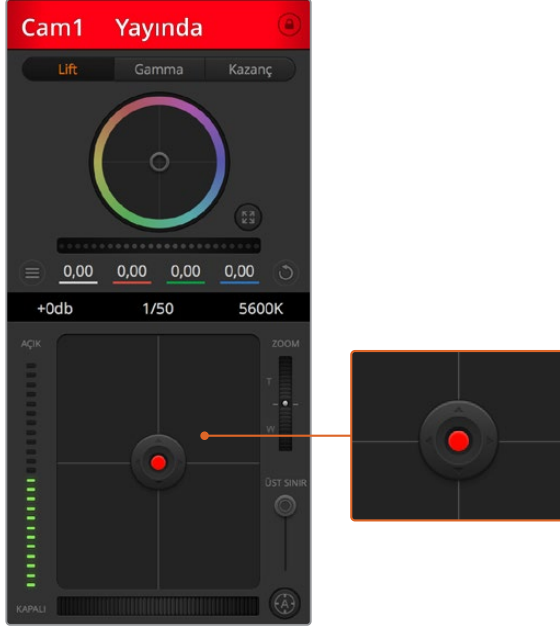 Cam1 Yayında
Lift Gamma Kazanç
0,00 0,00 0,00 0,00
+0db 1/50 5600K
AÇIK ZOOM
T
W
ÜST SINIR
KAPALI A